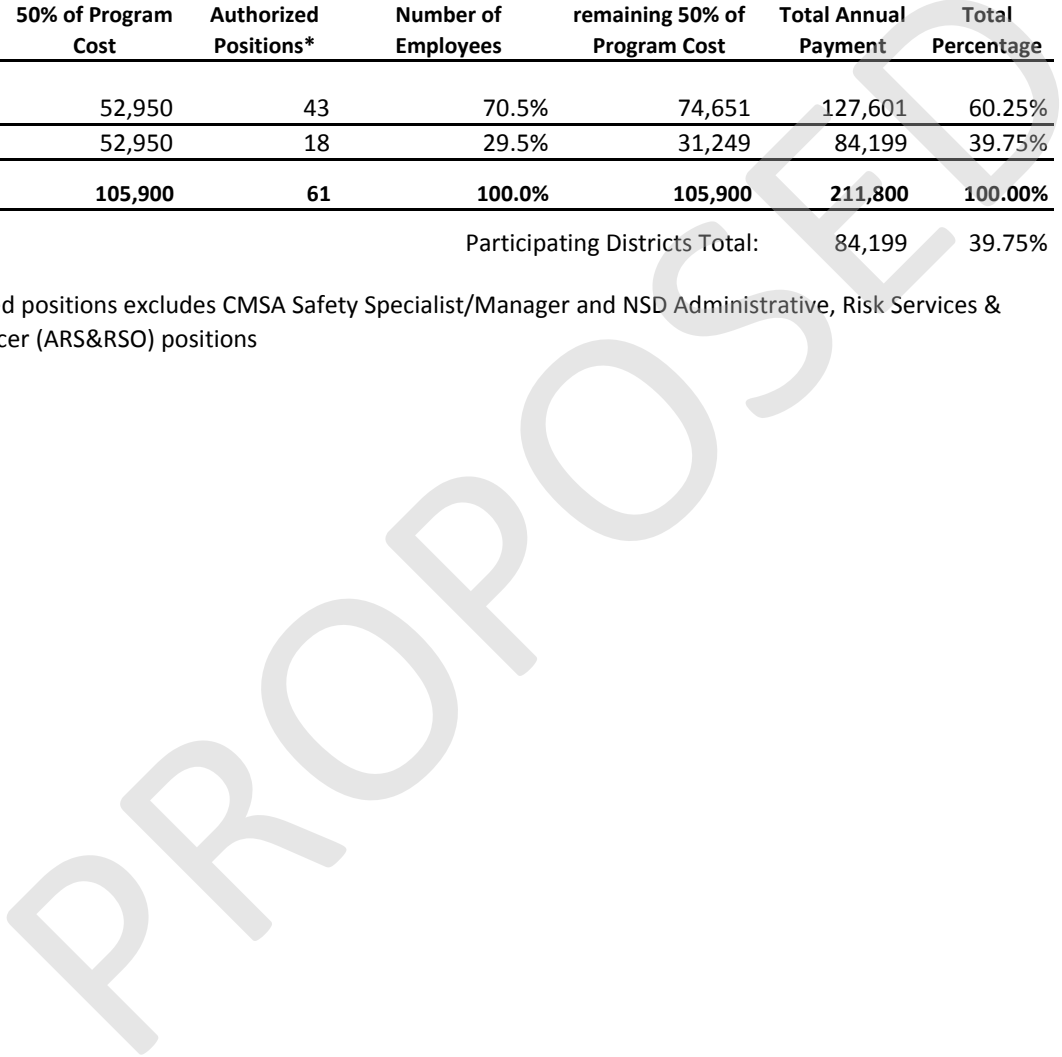 50% of Program Authorized Number of remaining 50% of Total Annual Total
Cost Positions* Employees Program Cost Payment Percentage
52,950 43 70.5% 74,651 127,601 60.25%
52,950 18 29.5% 31,249 84,199 39.75%
105,900 61 100.0% 105,900 211,800 100.00%
Participating Districts Total: 84,199 39.75%
ed positions excludes CMSA Safety Specialist/Manager and NSD Administrative, Risk Services &
cer (ARS&RSO) positions
PROPOSED